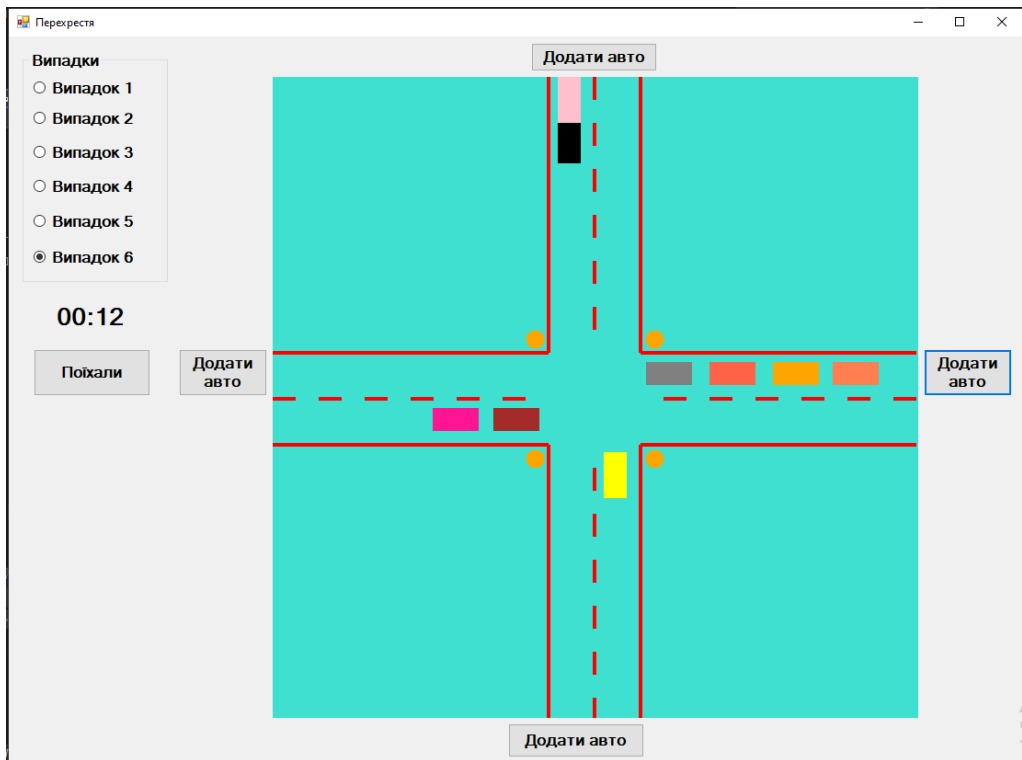 Перехрестя
Додати авто
Випадки
Випадок 1
Випадок 2
Випадок 3
Випадок 4
Випадок 5
Випадок 6
00:12
Поїхали
Додати
авто
Додати
авто
Додати авто